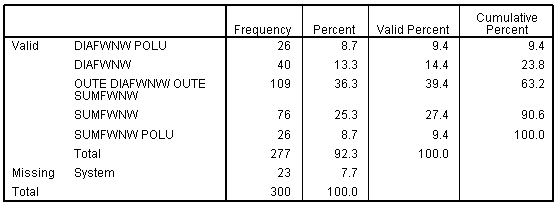 Frequency Percent Valid Percent Cumulative Percent
Valid DIAFWNW POLU 26 8.7 9.4 9.4
DIAFWNW 40 13.3 14.4 23.8
OUTE DIAFWNW/ OUTE SUMFWNW 109 36.3 39.4 63.2
SUMFWNW 76 25.3 27.4 90.6
SUMFWNW POLU 26 8.7 9.4 100.0
Total 277 92.3 100.0
Missing System 23 7.7
Total 300 100.0